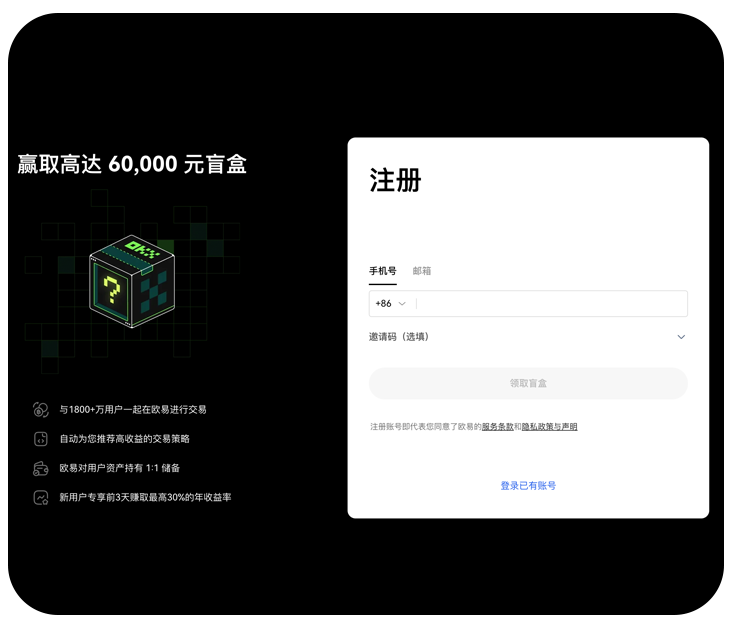 赢取高达 60,000 元盲盒
OKX
?
与1800+万用户一起在欧易进行交易
自动为您推荐高收益的交易策略
欧易对用户资产持有 1:1 储备
新用户专享前3天赚取最高30%的年收益率
注册
手机号 邮箱
+86
邀请码（选填）
领取盲盒
注册账号即代表您同意了欧易的服务条款和隐私政策与声明
登录已有账号